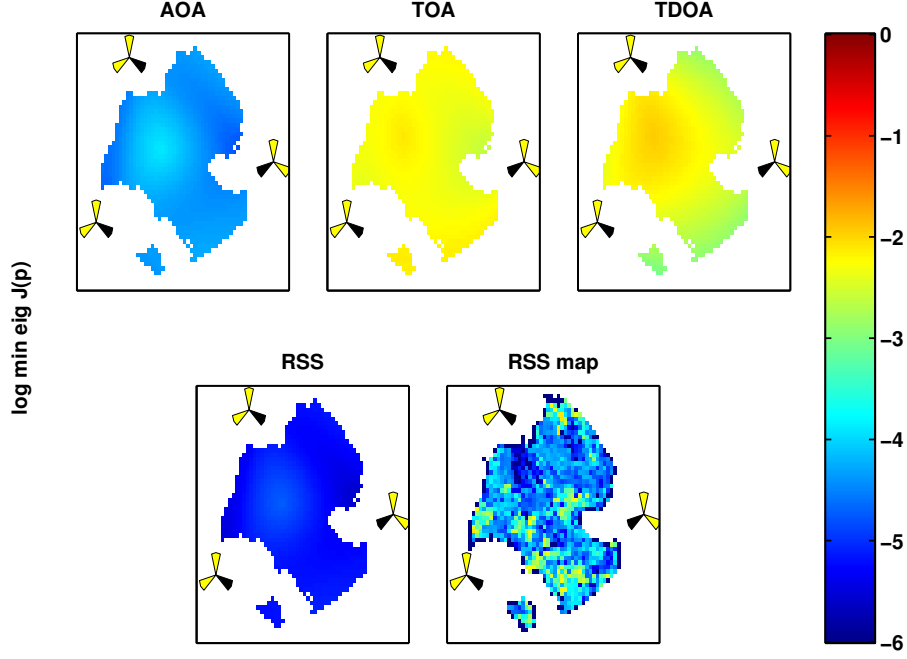 AOA
TOA
TDOA
0
−1
−2
−3
−4
−5
−6
log min eig J(p)
RSS
RSS map